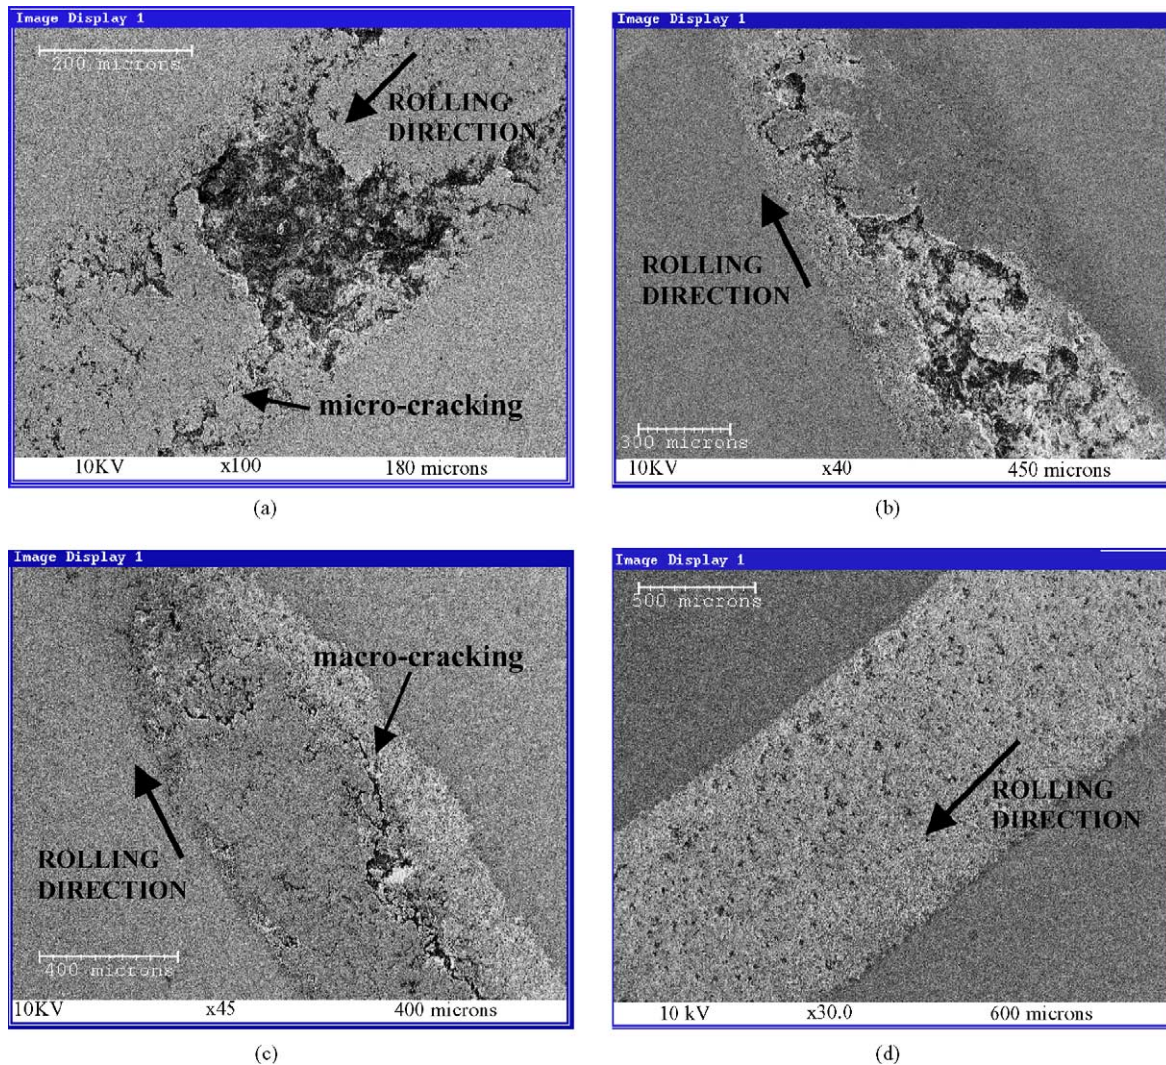 Image Display 1
200 microns
ROLLING
DIRECTION
micro-cracking
10KV x100 180 microns
(a)
Image Display 1
ROLLING
DIRECTION
300 microns
10KV x40 450 microns
(b)
Image Display 1
macro-cracking
ROLLING
DIRECTION
400 microns
10KV x45 400 microns
(c)
Image Display 1
500 microns
ROLLING
DIRECTION
10 kV x30.0 600 microns
(d)